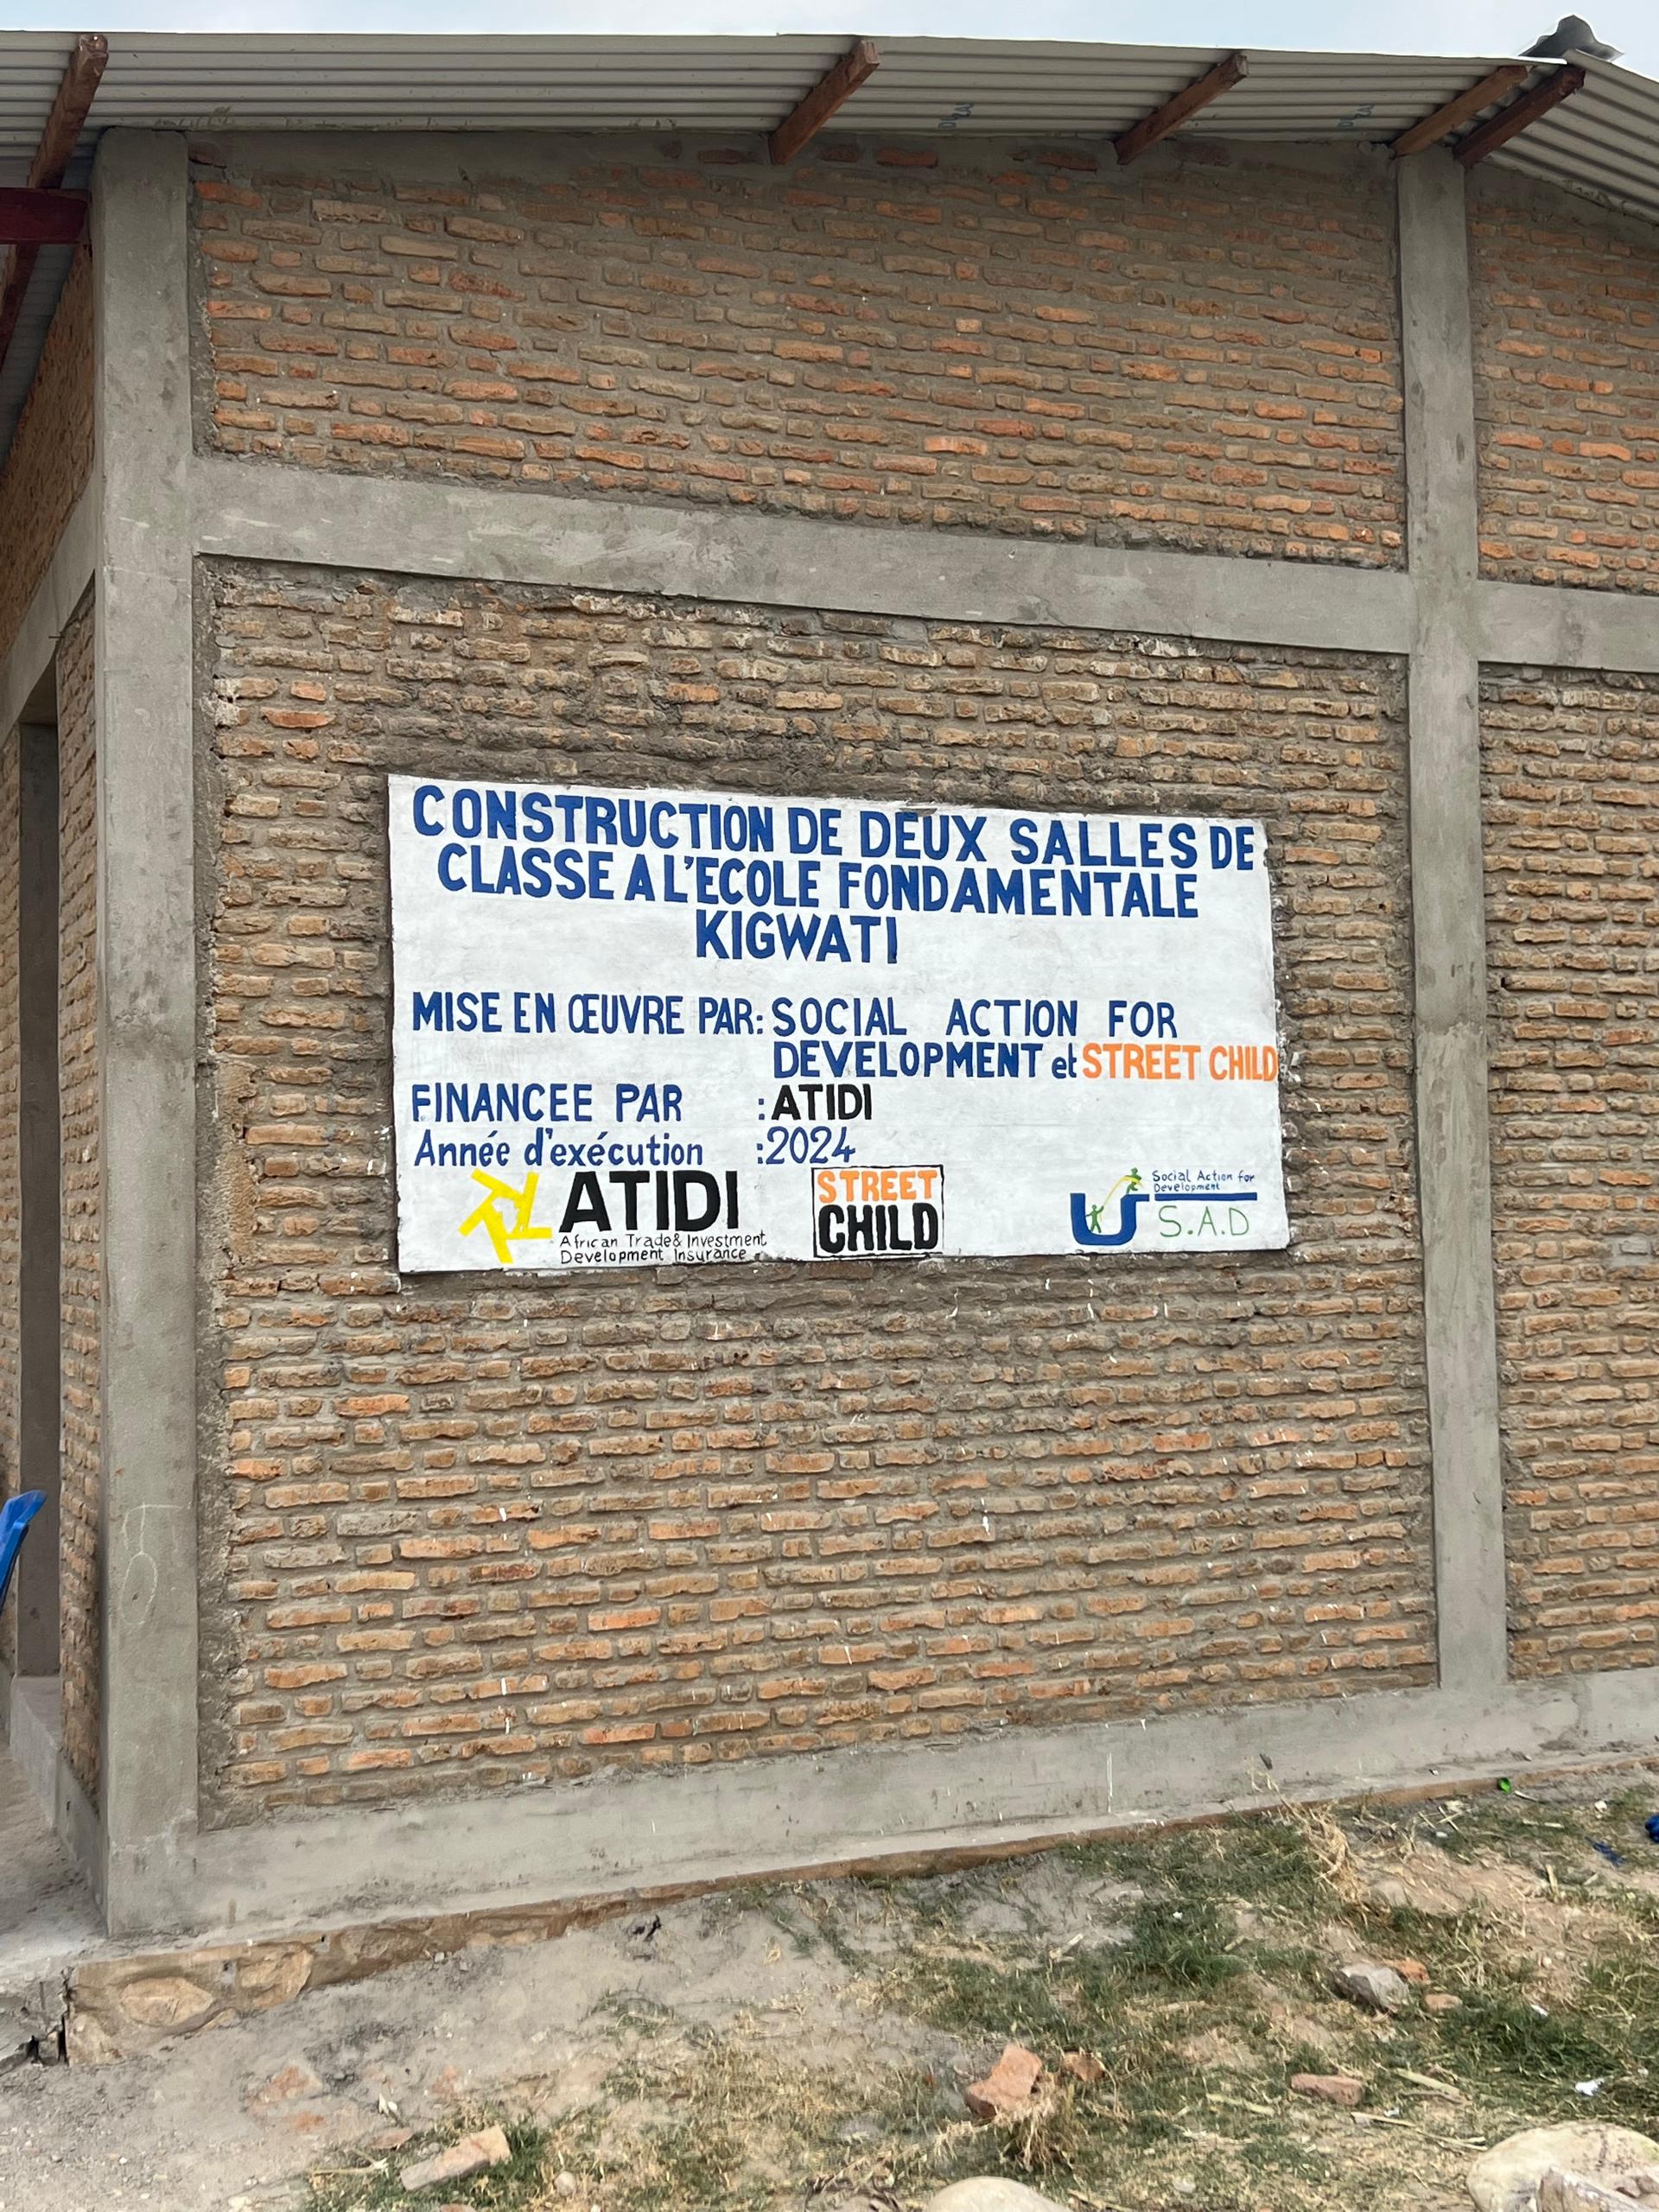 CONSTRUCTION DE DEUX SALLES DE
CLASSE A L'ECOLE FONDAMENTALE
KIGWATI
MISE EN ŒUVRE PAR: SOCIAL ACTION FOR
DEVELOPMENT et STREET CHILD
FINANCEE PAR : ATIDI
Année d'exécution : 2024
ATIDI
African Trade & Investment
Development Insurance
STREET
CHILD
Social Action for
Development
S.A.D